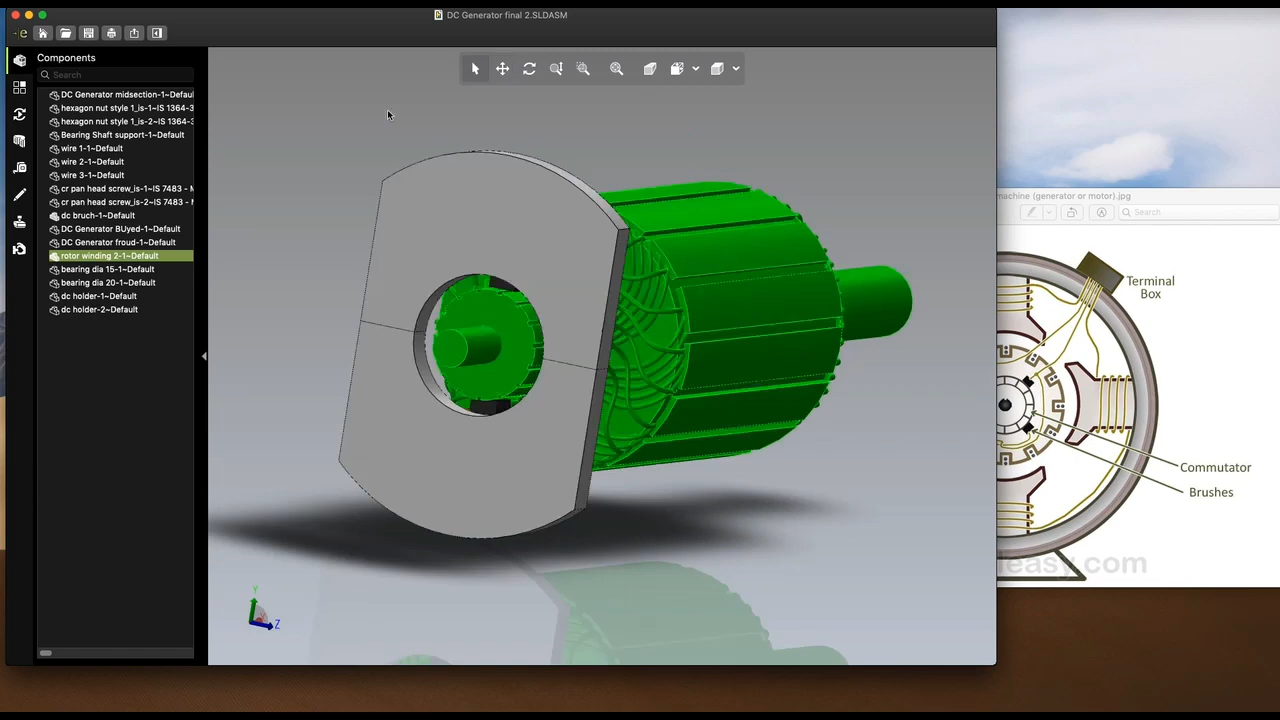 DC Generator final 2.SLDASM
Components
Search
DC Generator midsection-1~Defaul
hexagon nut style 1_is-1~IS 1364-3
hexagon nut style 1_is-2~IS 1364-3
Bearing Shaft support-1~Default
wire 1-1~Default
wire 2-1~Default
wire 3-1~Default
cr pan head screw_is-1~IS 7483 - M
cr pan head screw_is-2~IS 7483 - M
dc bruch-1~Default
DC Generator BUyed-1~Default
DC Generator froud-1~Default
rotor winding 2-1~Default
bearing dia 15-1~Default
bearing dia 20-1~Default
dc holder-1~Default
dc holder-2~Default
Y
Z
machine (generator or motor).jpg
Search
Terminal
Box
Commutator
Brushes
easy.com